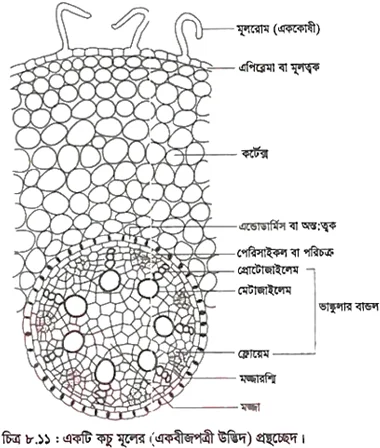 মূলরোম (এককোষী)
এপিব্লেমা বা মূলত্বক
কর্টেক্স
এন্ডোডার্মিস বা অন্ত:ত্বক
পেরিসাইকল বা পরিচক্র
প্রোটোজাইলেম
মেটাজাইলেম
ভাস্কুলার বান্ডল
ফ্লোয়েম
মজ্জারশ্মি
মজ্জা
চিত্র ৮.১১ : একটি কচু মূলের (একবীজপত্রী উদ্ভিদ) প্রস্থচ্ছেদ।